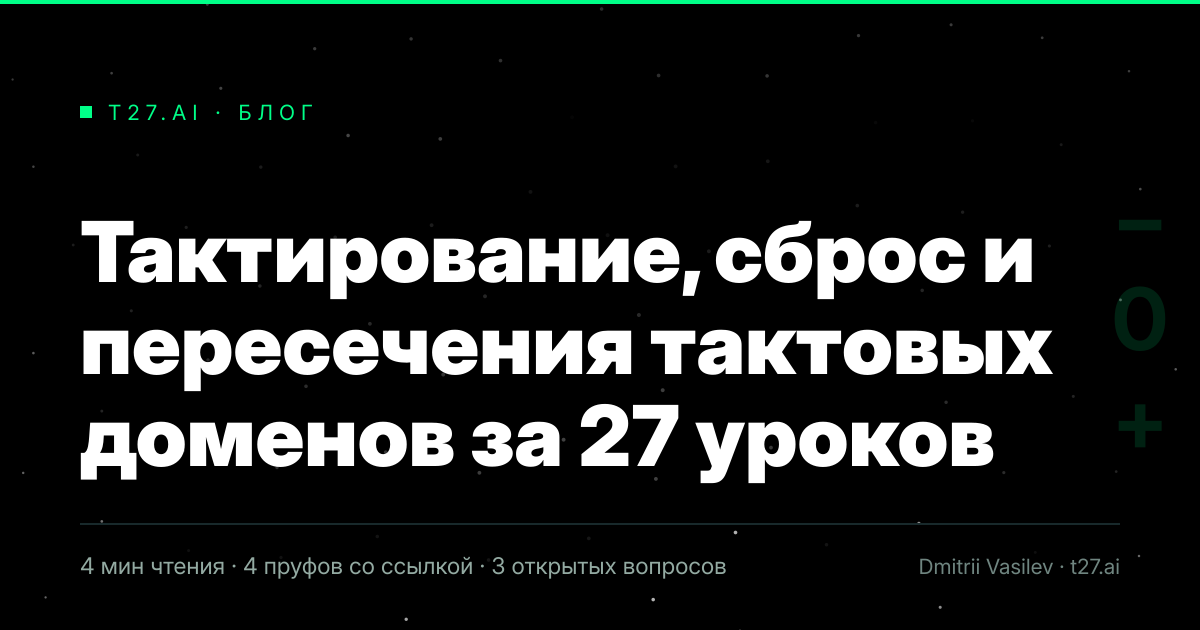 T27.AI · БЛОГ
Тактирование, сброс и
пересечения тактовых
доменов за 27 уроков
−
0
+
4 мин чтения · 4 пруфов со ссылкой · 3 открытых вопросов
Dmitrii Vasilev · t27.ai